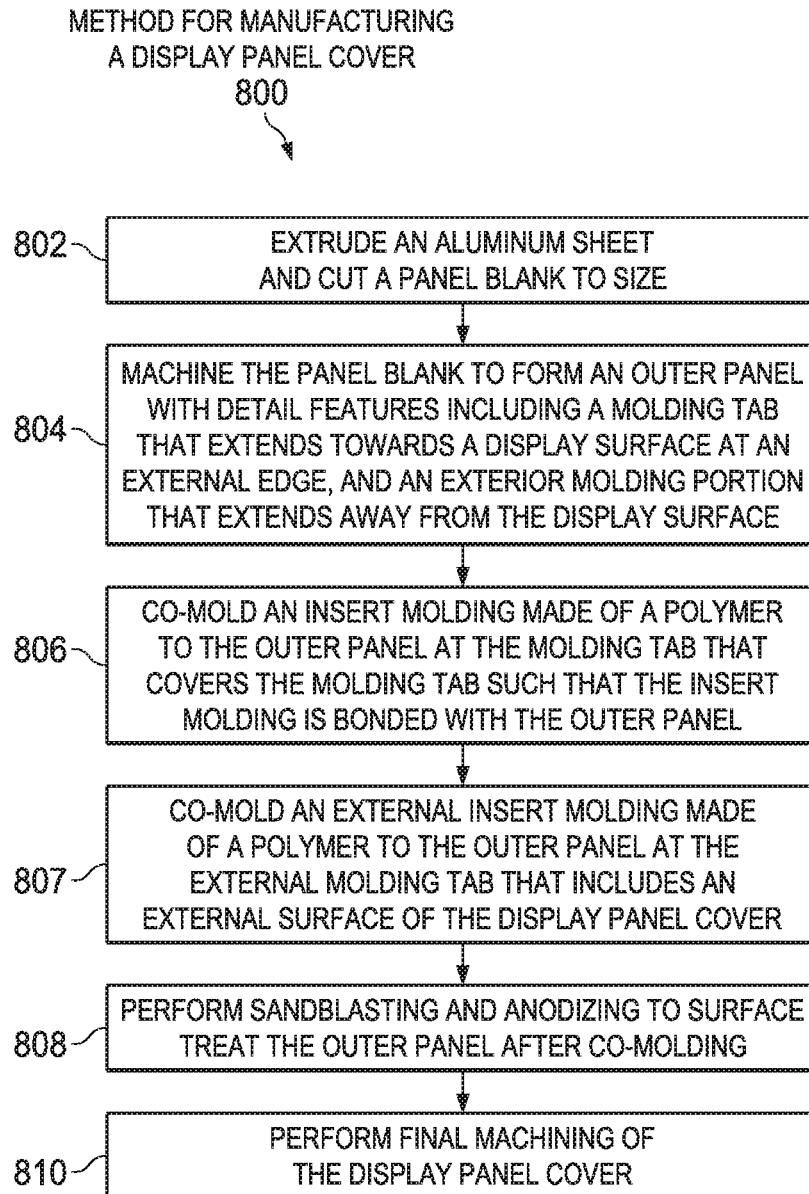 METHOD FOR MANUFACTURING
A DISPLAY PANEL COVER
800
802
EXTRUDE AN ALUMINUM SHEET
AND CUT A PANEL BLANK TO SIZE
804
MACHINE THE PANEL BLANK TO FORM AN OUTER PANEL
WITH DETAIL FEATURES INCLUDING A MOLDING TAB
THAT EXTENDS TOWARDS A DISPLAY SURFACE AT AN
EXTERNAL EDGE, AND AN EXTERIOR MOLDING PORTION
THAT EXTENDS AWAY FROM THE DISPLAY SURFACE
806
CO-MOLD AN INSERT MOLDING MADE OF A POLYMER
TO THE OUTER PANEL AT THE MOLDING TAB THAT
COVERS THE MOLDING TAB SUCH THAT THE INSERT
MOLDING IS BONDED WITH THE OUTER PANEL
807
CO-MOLD AN EXTERNAL INSERT MOLDING MADE
OF A POLYMER TO THE OUTER PANEL AT THE
EXTERNAL MOLDING TAB THAT INCLUDES AN
EXTERNAL SURFACE OF THE DISPLAY PANEL COVER
808
PERFORM SANDBLASTING AND ANODIZING TO SURFACE
TREAT THE OUTER PANEL AFTER CO-MOLDING
810
PERFORM FINAL MACHINING OF
THE DISPLAY PANEL COVER